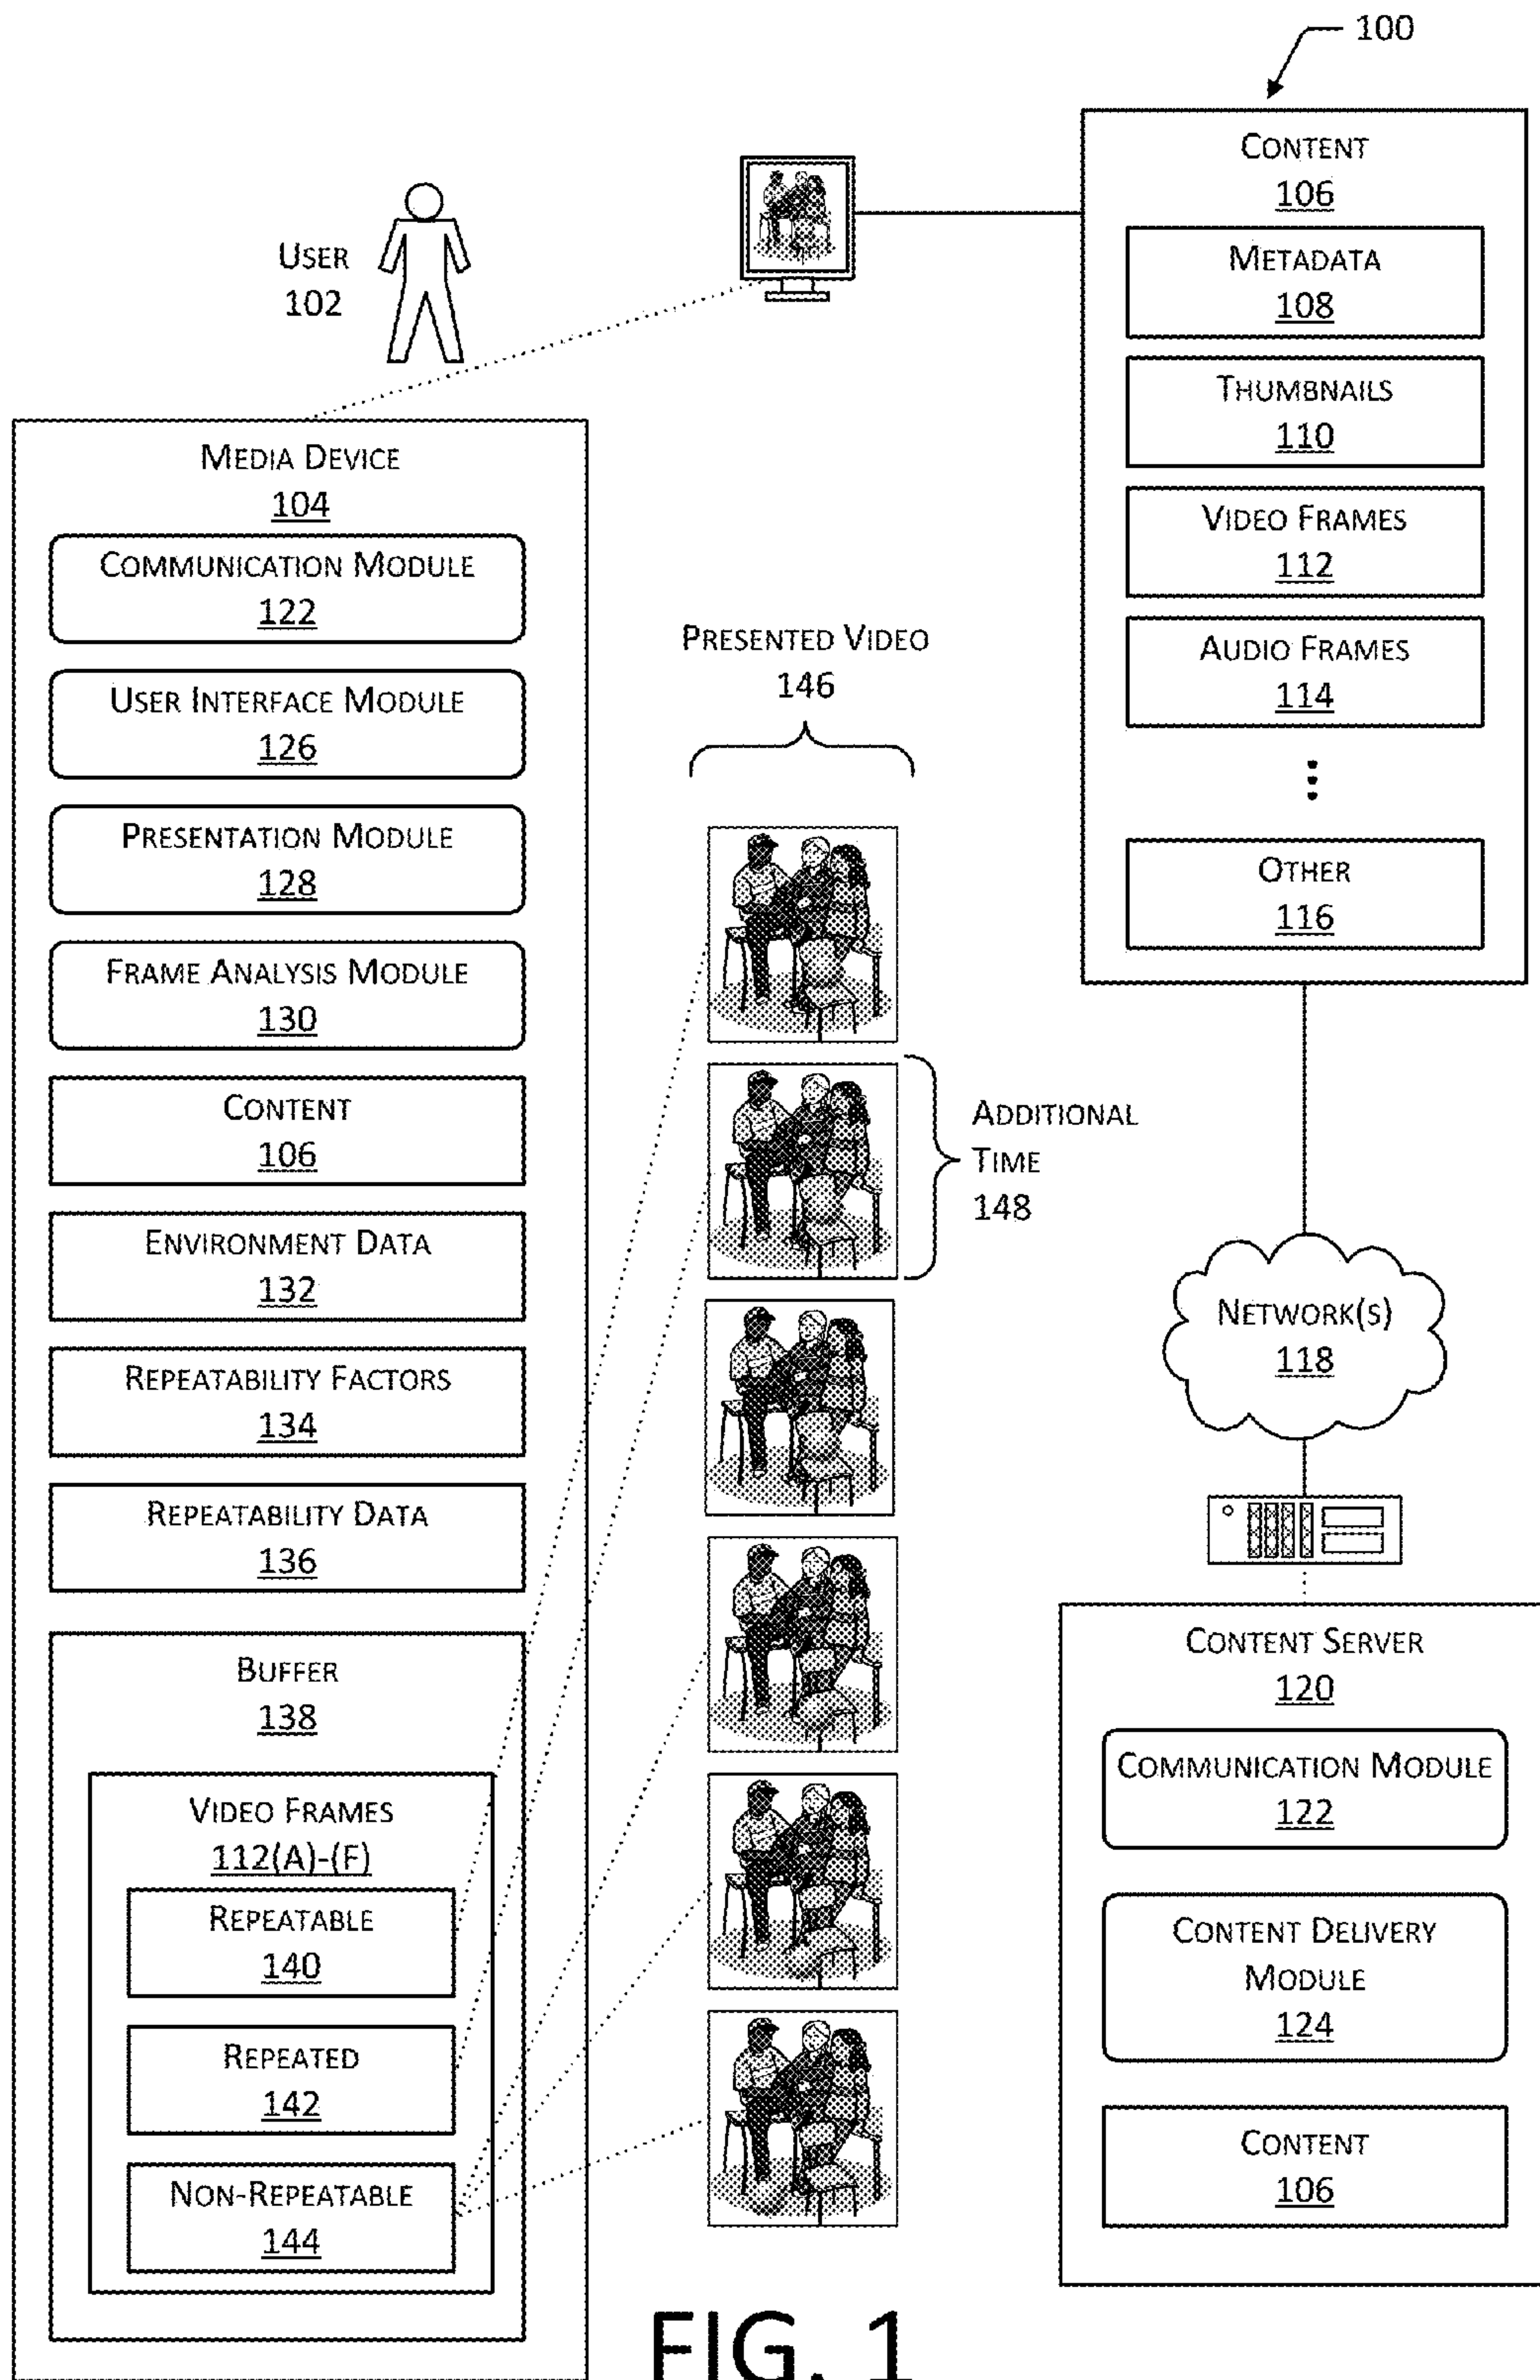 100
USER
102
MEDIA DEVICE
104
COMMUNICATION MODULE
122
USER INTERFACE MODULE
126
PRESENTATION MODULE
128
FRAME ANALYSIS MODULE
130
CONTENT
106
ENVIRONMENT DATA
132
REPEATABILITY FACTORS
134
REPEATABILITY DATA
136
BUFFER
138
VIDEO FRAMES
112(A)-(F)
REPEATABLE
140
REPEATED
142
NON-REPEATABLE
144
PRESENTED VIDEO
146
ADDITIONAL
TIME
148
CONTENT
106
METADATA
108
THUMBNAILS
110
VIDEO FRAMES
112
AUDIO FRAMES
114
OTHER
116
NETWORK(S)
118
CONTENT SERVER
120
COMMUNICATION MODULE
122
CONTENT DELIVERY
MODULE
124
CONTENT
106
FIG. 1